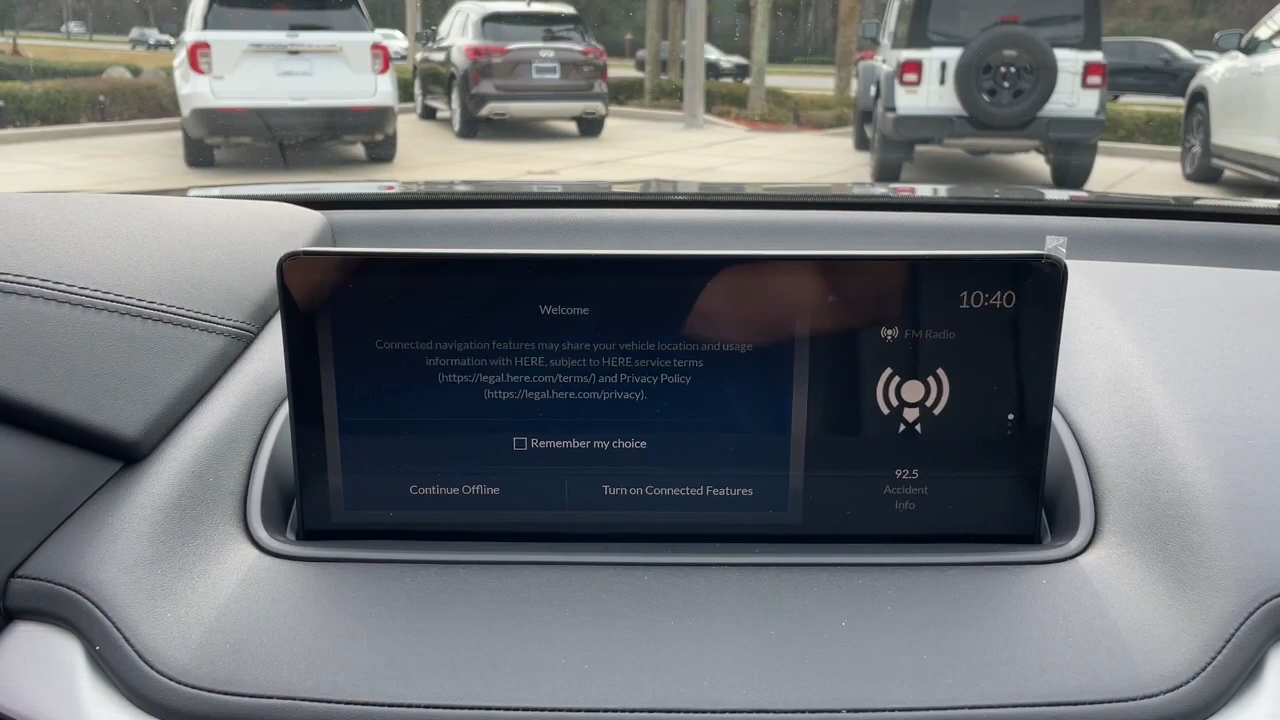 Welcome
Connected navigation features may share your vehicle location and usage
information with HERE, subject to HERE service terms
(https://legal.here.com/terms/) and Privacy Policy
(https://legal.here.com/privacy).
Remember my choice
Continue Offline
Turn on Connected Features
10:40
FM Radio
92.5
Accident
Info